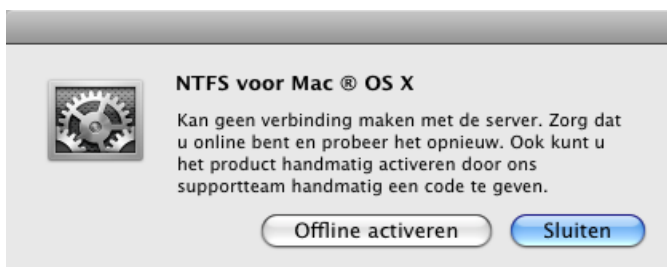 NTFS voor Mac ® OS X
Kan geen verbinding maken met de server. Zorg dat
u online bent en probeer het opnieuw. Ook kunt u
het product handmatig activeren door ons
supportteam handmatig een code te geven.
Offline activeren
Sluiten